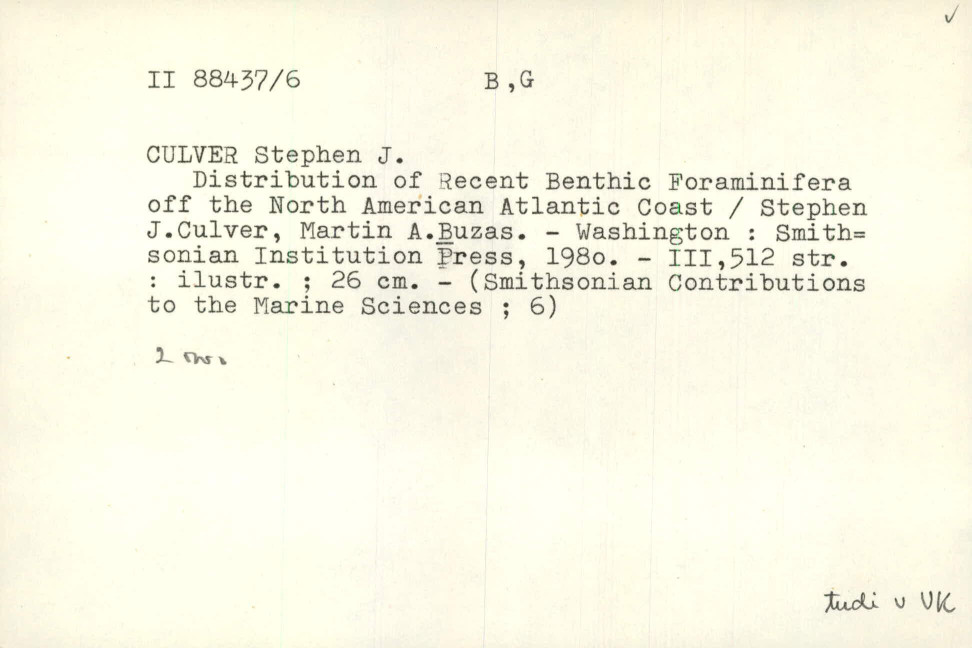 II 88437/6 B,G
CULVER Stephen J.
Distribution of Recent Benthic Foraminifera
off the North American Atlantic Coast / Stephen
J.Culver, Martin A.Buzas. - Washington : Smith=
sonian Institution Press, 198o. - III,512 str.
: ilustr. ; 26 cm. - (Smithsonian Contributions
to the Marine Sciences ; 6)
2
tudi v UK